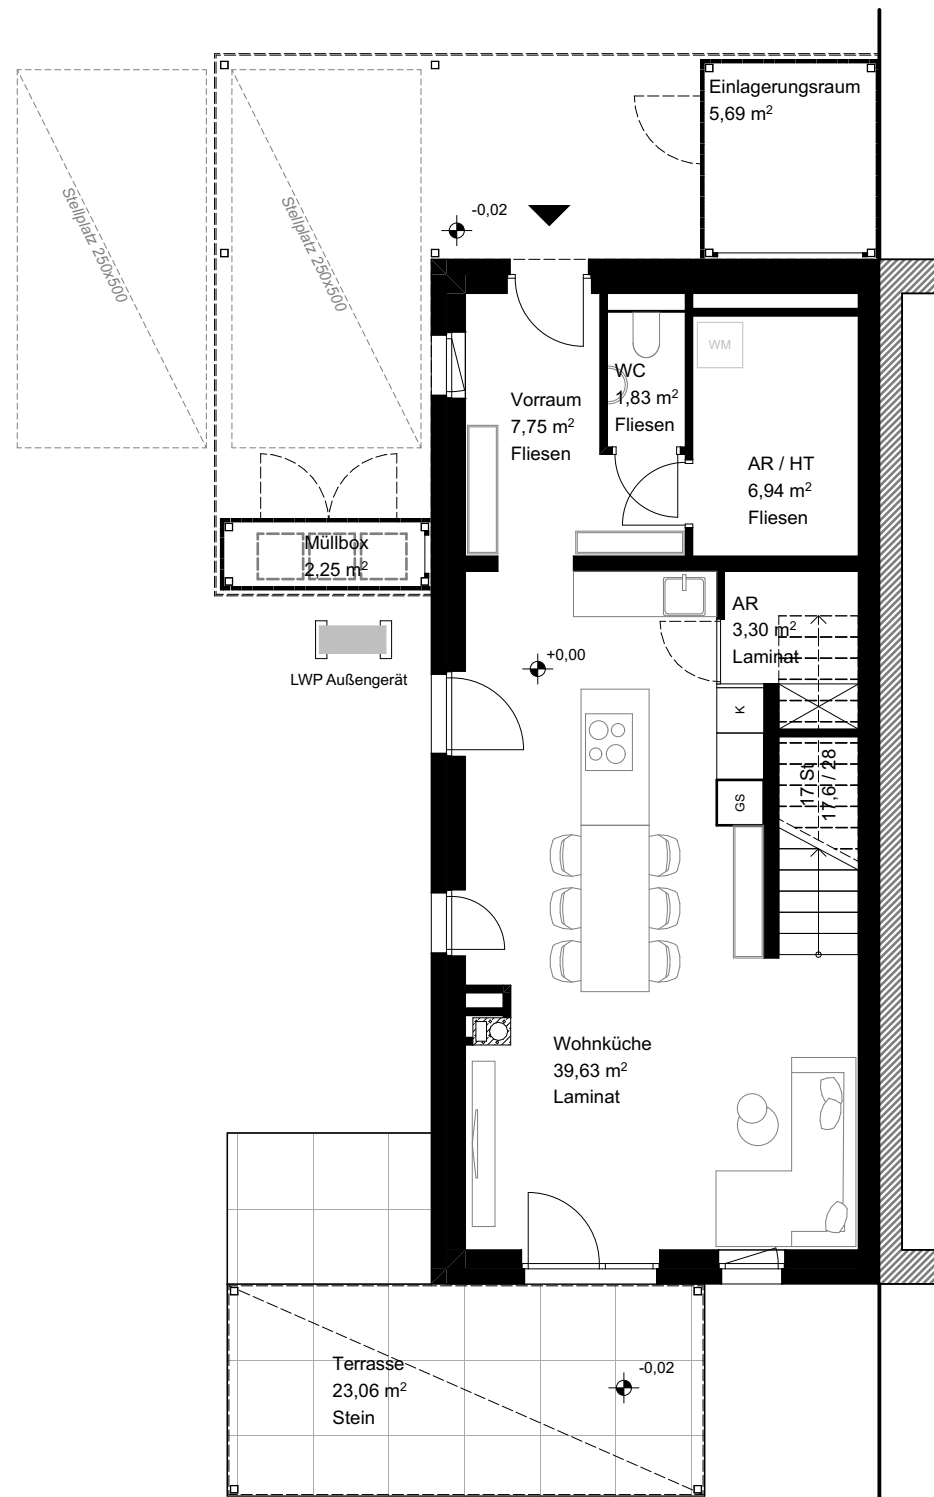 Einlagerungsraum
5,69 m²
Stellplatz 250x500
Stellplatz 250x500
-0,02
WM
WC
1,83 m²
Fliesen
Vorraum
7,75 m²
Fliesen
AR / HT
6,94 m²
Fliesen
Müllbox
2,25 m²
AR
3,30 m²
Laminat
+0,00
LWP Außengerät
K
17 St
17,6 / 28
GS
Wohnküche
39,63 m²
Laminat
Terrasse
23,06 m²
Stein
-0,02